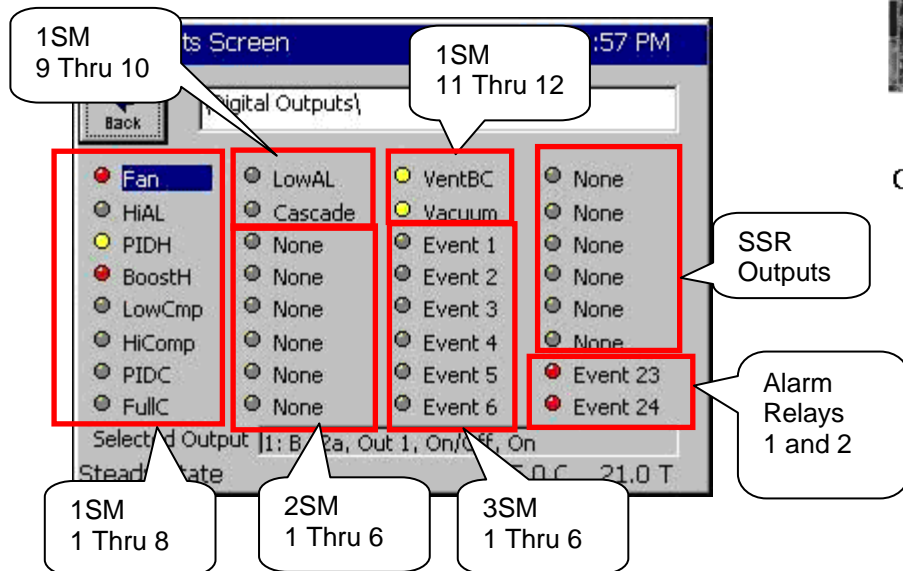 1SM
9 Thru 10
ts Screen
1SM
11 Thru 12
:57 PM
Back
Digital Outputs\
Fan
LowAL
VentBC
None
HiAL
Cascade
Vacuum
None
PIDH
None
Event 1
None
BoostH
None
Event 2
None
LowCmp
None
Event 3
None
HiComp
None
Event 4
None
PIDC
None
Event 5
Event 23
FullC
None
Event 6
Event 24
SSR
Outputs
Alarm
Relays
1 and 2
Selected Output
1: B 2a, Out 1, On/Off, On
Steady State
.0 C 21.0 T
1SM
1 Thru 8
2SM
1 Thru 6
3SM
1 Thru 6